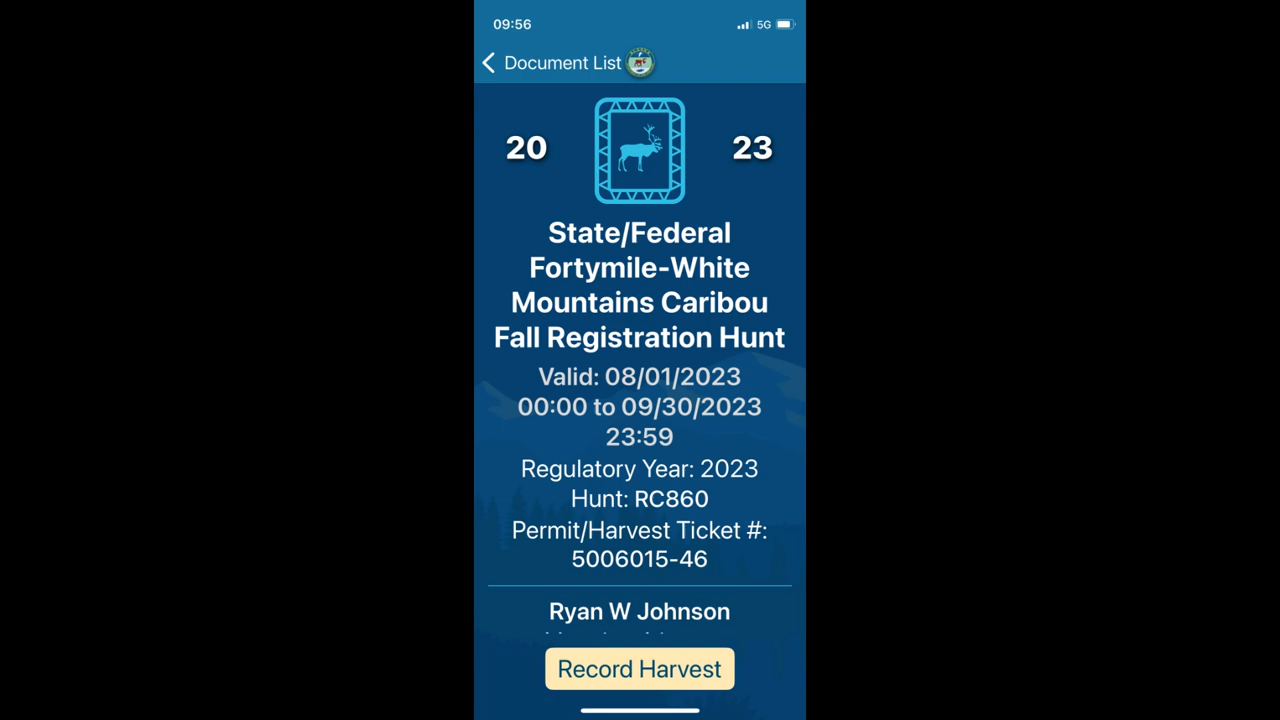 09:56 5G
Document List
20 23
State/Federal
Fortymile-White
Mountains Caribou
Fall Registration Hunt
Valid: 08/01/2023
00:00 to 09/30/2023
23:59
Regulatory Year: 2023
Hunt: RC860
Permit/Harvest Ticket #:
5006015-46
Ryan W Johnson
Record Harvest